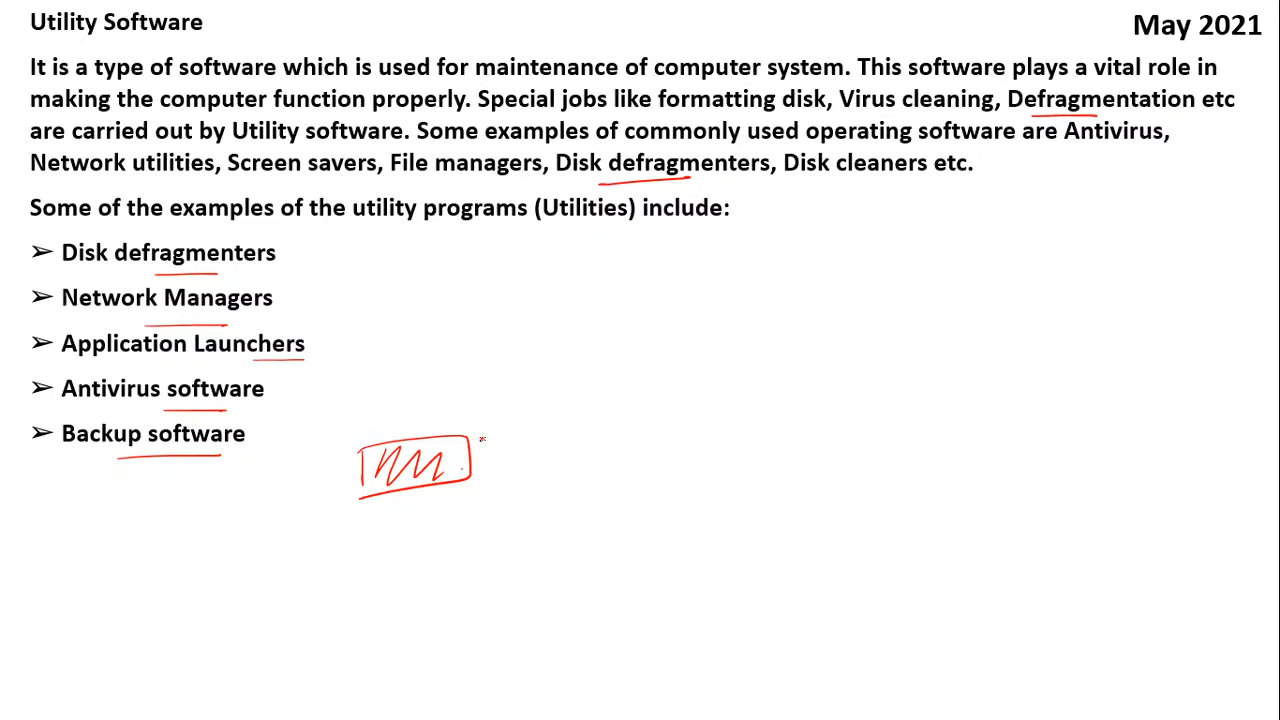 Utility Software
May 2021
It is a type of software which is used for maintenance of computer system. This software plays a vital role in
making the computer function properly. Special jobs like formatting disk, Virus cleaning, Defragmentation etc
are carried out by Utility software. Some examples of commonly used operating software are Antivirus,
Network utilities, Screen savers, File managers, Disk defragmenters, Disk cleaners etc.
Some of the examples of the utility programs (Utilities) include:
➢ Disk defragmenters
➢ Network Managers
➢ Application Launchers
➢ Antivirus software
➢ Backup software